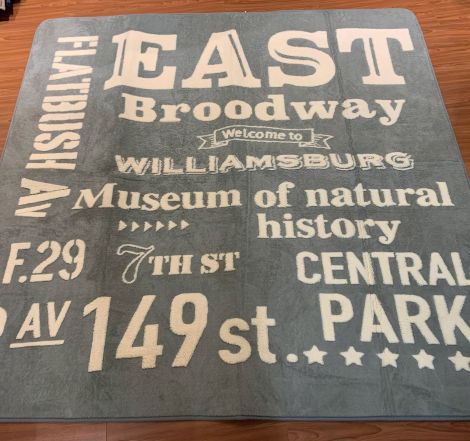 FLATBUSH AV
EAST
Broodway
Welcome to
WILLIAMSBURG
Museum of natural
history
F.29
7TH ST
CENTRAL
PARK
AV
149 st.